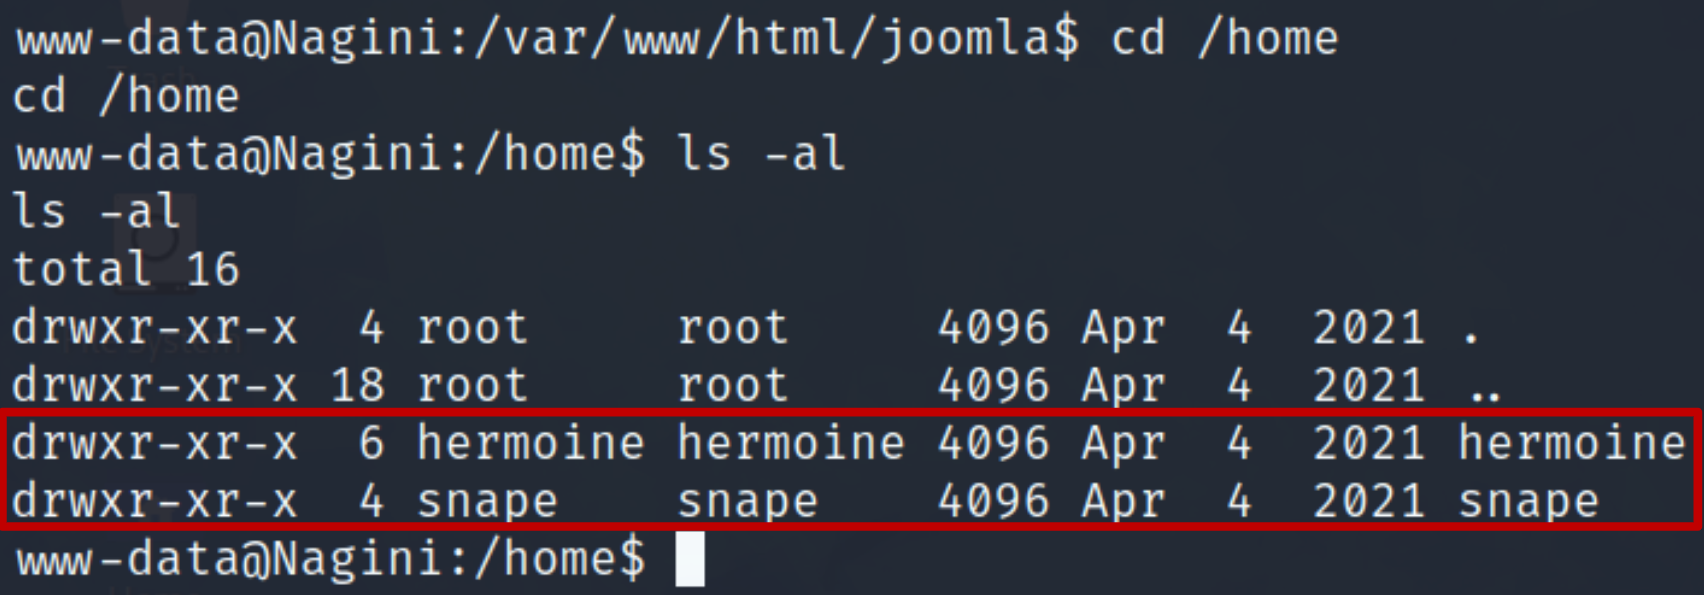 www-data@Nagini:/var/www/html/joomla$ cd /home
cd /home
www-data@Nagini:/home$ ls -al
ls -al
total 16
drwxr-xr-x  4 root     root     4096 Apr  4  2021 .
drwxr-xr-x 18 root     root     4096 Apr  4  2021 ..
drwxr-xr-x  6 hermoine hermoine 4096 Apr  4  2021 hermoine
drwxr-xr-x  4 snape    snape    4096 Apr  4  2021 snape
www-data@Nagini:/home$